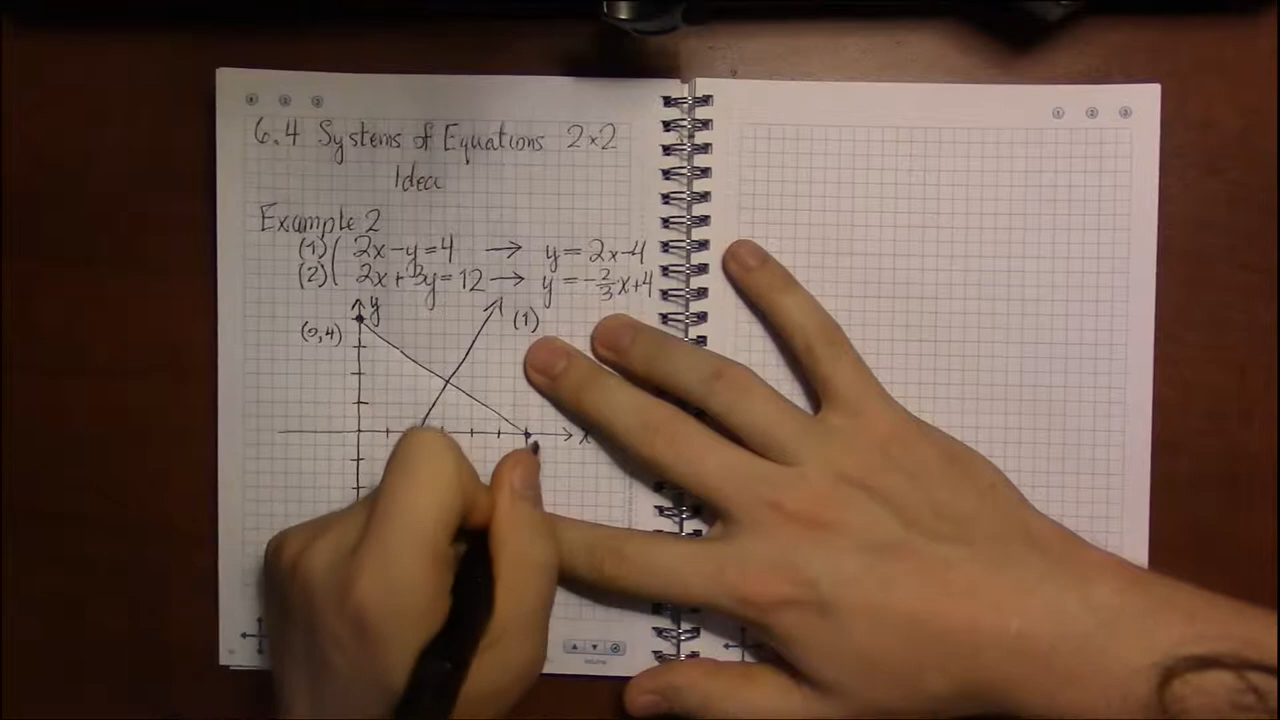 6.4 Systems of Equations 2×2
Idea
Example 2
(1) ( 2x-y=4 → y = 2x-4
(2) ( 2x+3y=12 → y = -2/3x+4
y
(1)
(0,4)
x